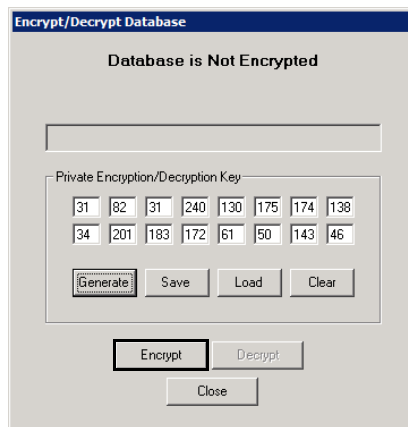 Encrypt/Decrypt Database
Database is Not Encrypted
Private Encryption/Decryption Key
31 82 31 240 130 175 174 138
34 201 183 172 61 50 143 46
Generate Save Load Clear
Encrypt Decrypt
Close